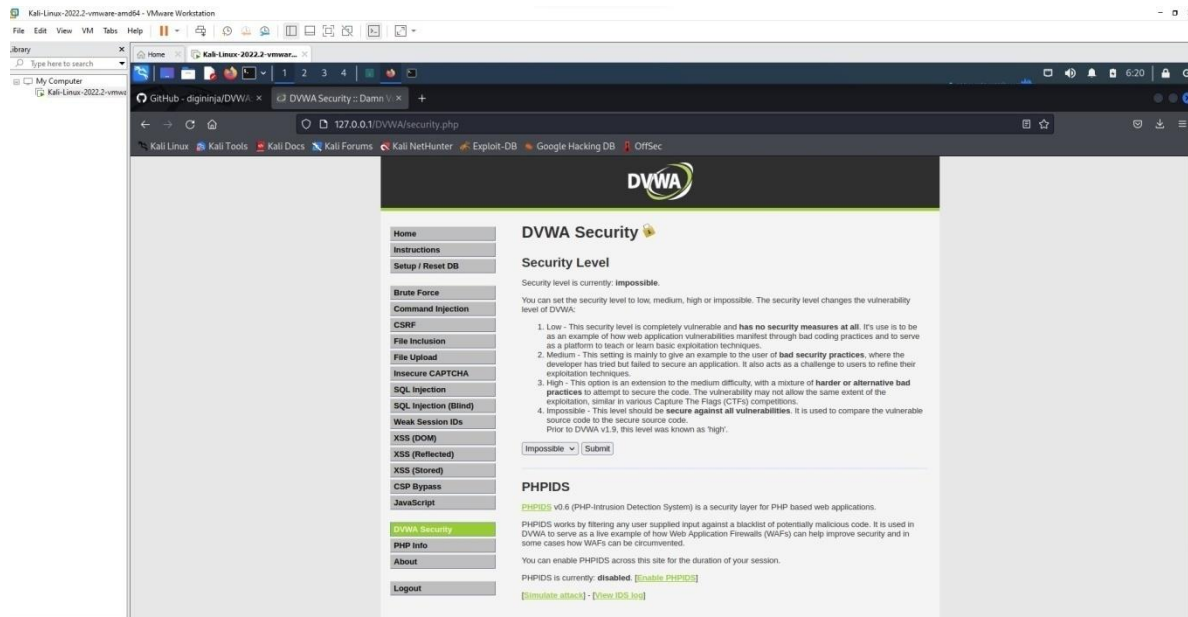 Kali-Linux-2022.2-vmware-amd64 - VMware Workstation
File Edit View VM Tabs Help
Library
Type here to search
My Computer
Kali-Linux-2022.2-vmwa
Home
Kali-Linux-2022.2-vmwar...
1 2 3 4
6:20
GitHub - digininja/DVWA:
DVWA Security :: Damn V
127.0.0.1/DVWA/security.php
Kali Linux Kali Tools Kali Docs Kali Forums Kali NetHunter Exploit-DB Google Hacking DB OffSec
DVWA
Home
Instructions
Setup / Reset DB
Brute Force
Command Injection
CSRF
File Inclusion
File Upload
Insecure CAPTCHA
SQL Injection
SQL Injection (Blind)
Weak Session IDs
XSS (DOM)
XSS (Reflected)
XSS (Stored)
CSP Bypass
JavaScript
DVWA Security
PHP Info
About
Logout
DVWA Security
Security Level
Security level is currently: impossible.
You can set the security level to low, medium, high or impossible. The security level changes the vulnerability
level of DVWA:
1. Low - This security level is completely vulnerable and has no security measures at all. It's use is to be
as an example of how web application vulnerabilities manifest through bad coding practices and to serve
as a platform to teach or learn basic exploitation techniques.
2. Medium - This setting is mainly to give an example to the user of bad security practices, where the
developer has tried but failed to secure an application. It also acts as a challenge to users to refine their
exploitation techniques.
3. High - This option is an extension to the medium difficulty, with a mixture of harder or alternative bad
practices to attempt to secure the code. The vulnerability may not allow the same extent of the
exploitation, similar in various Capture The Flags (CTFs) competitions.
4. Impossible - This level should be secure against all vulnerabilities. It is used to compare the vulnerable
source code to the secure source code.
Prior to DVWA v1.9, this level was known as 'high'.
Impossible Submit
PHPIDS
PHPIDS v0.6 (PHP-Intrusion Detection System) is a security layer for PHP based web applications.
PHPIDS works by filtering any user supplied input against a blacklist of potentially malicious code. It is used in
DVWA to serve as a live example of how Web Application Firewalls (WAFs) can help improve security and in
some cases how WAFs can be circumvented.
You can enable PHPIDS across this site for the duration of your session.
PHPIDS is currently: disabled. [Enable PHPIDS]
[Simulate attack] - [View IDS log]